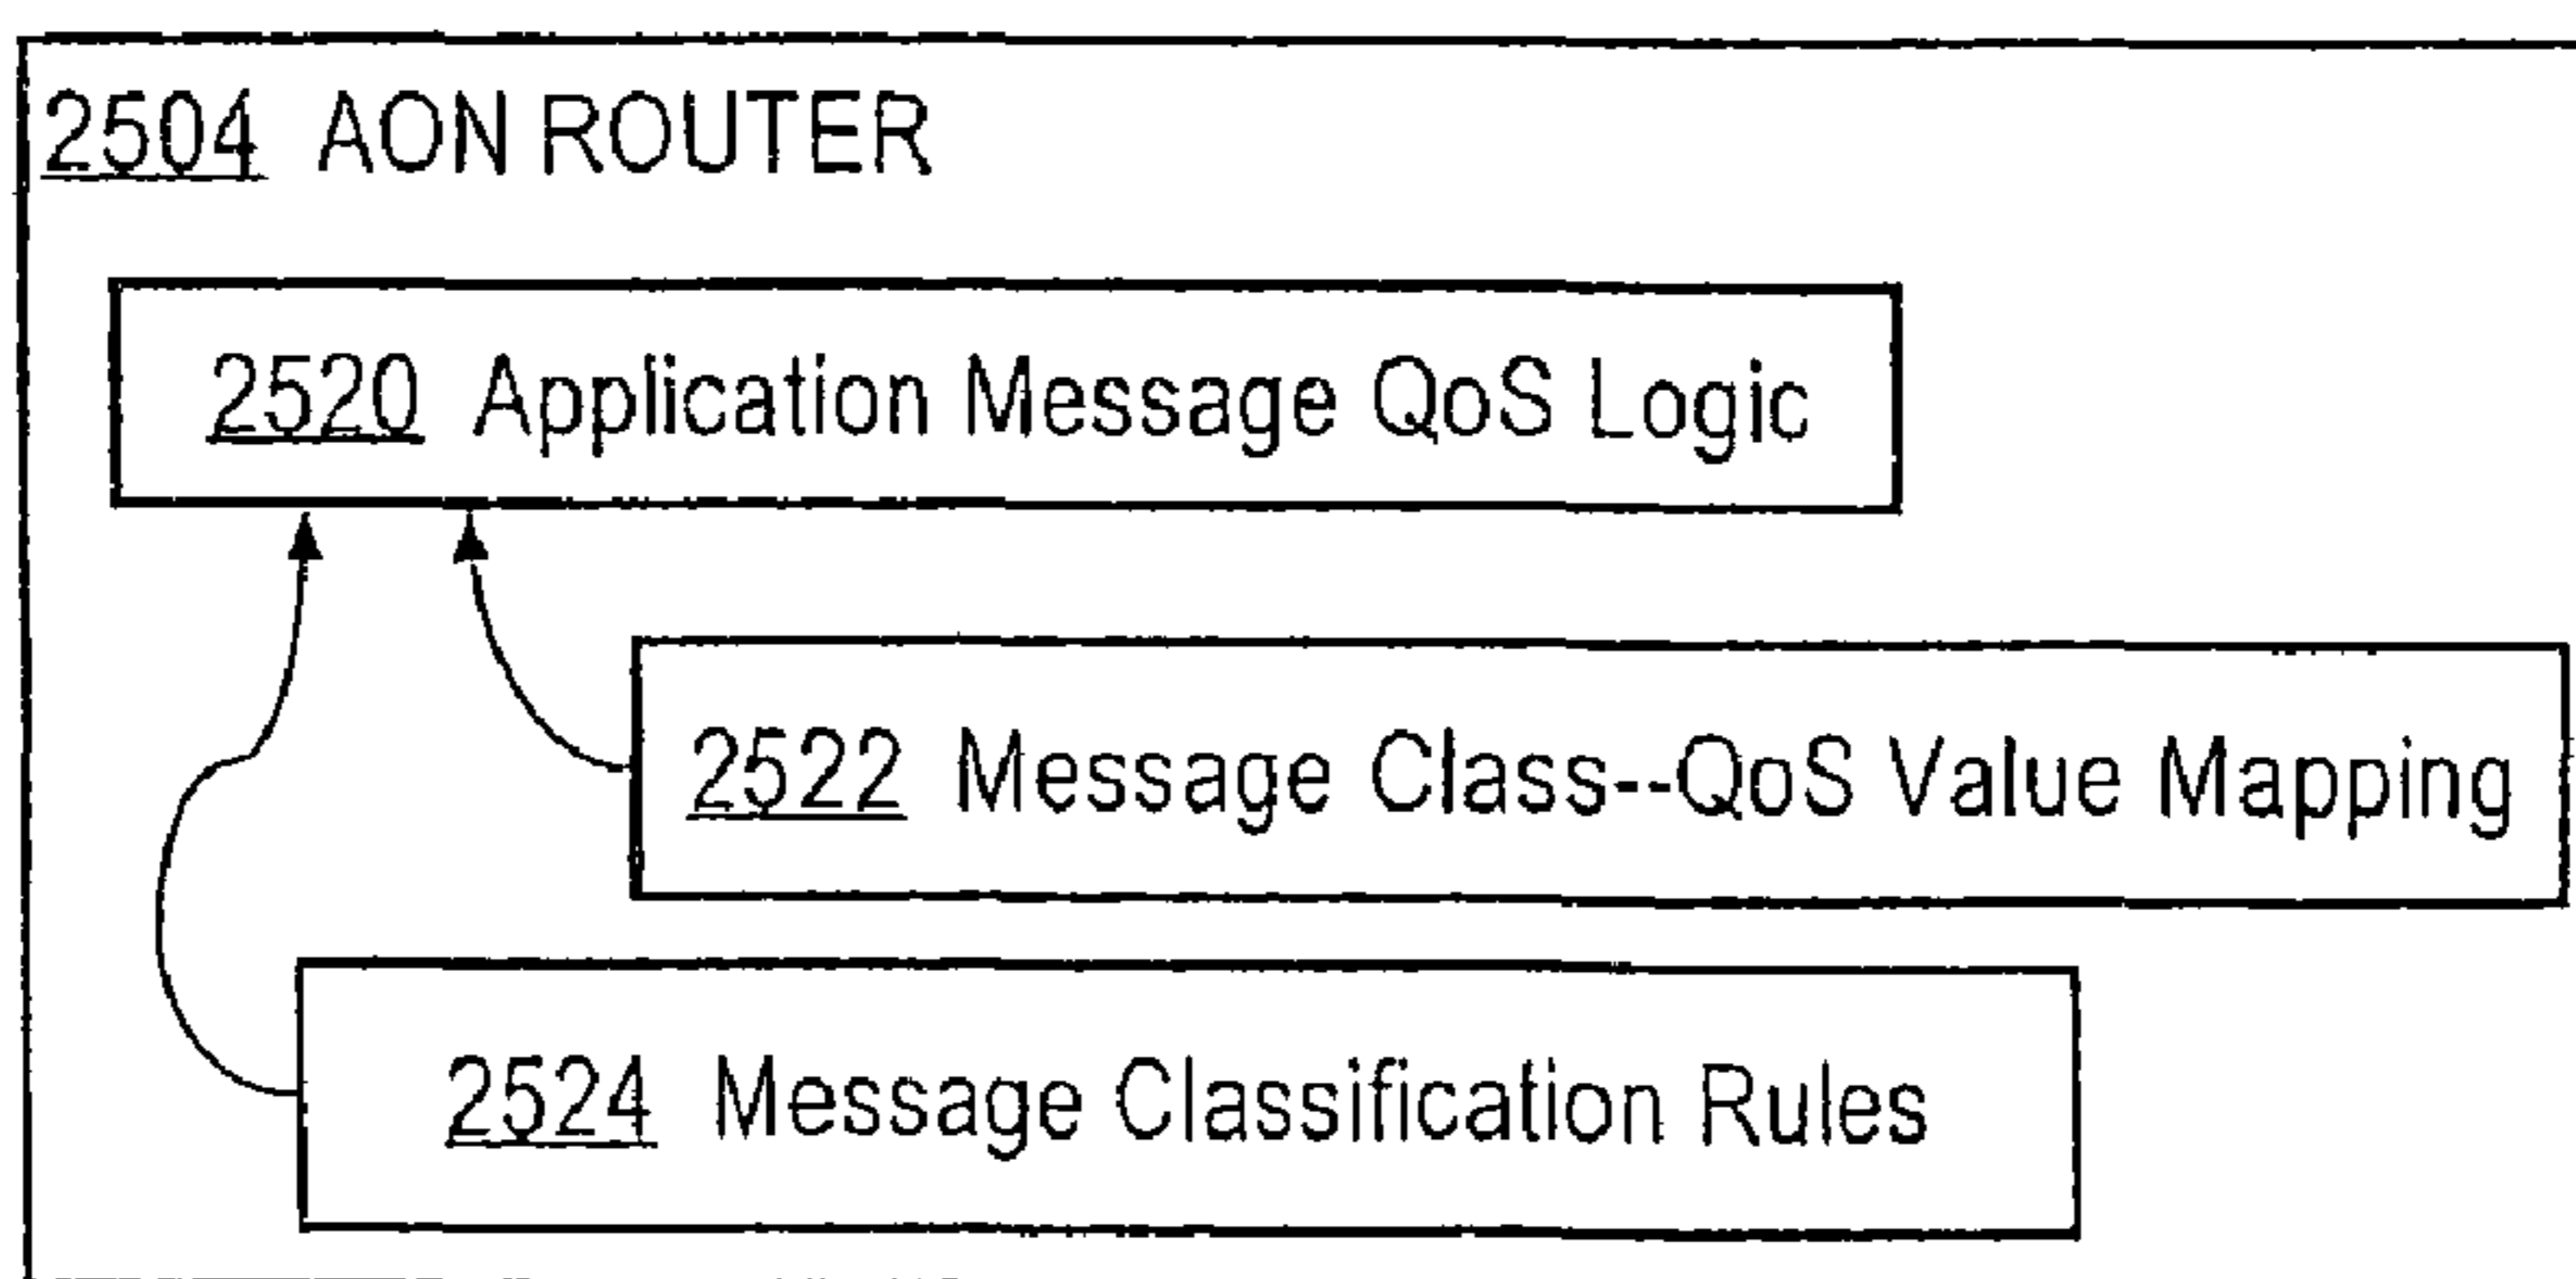 2504 AON ROUTER
2520 Application Message QoS Logic
2522 Message Class--QoS Value Mapping
2524 Message Classification Rules